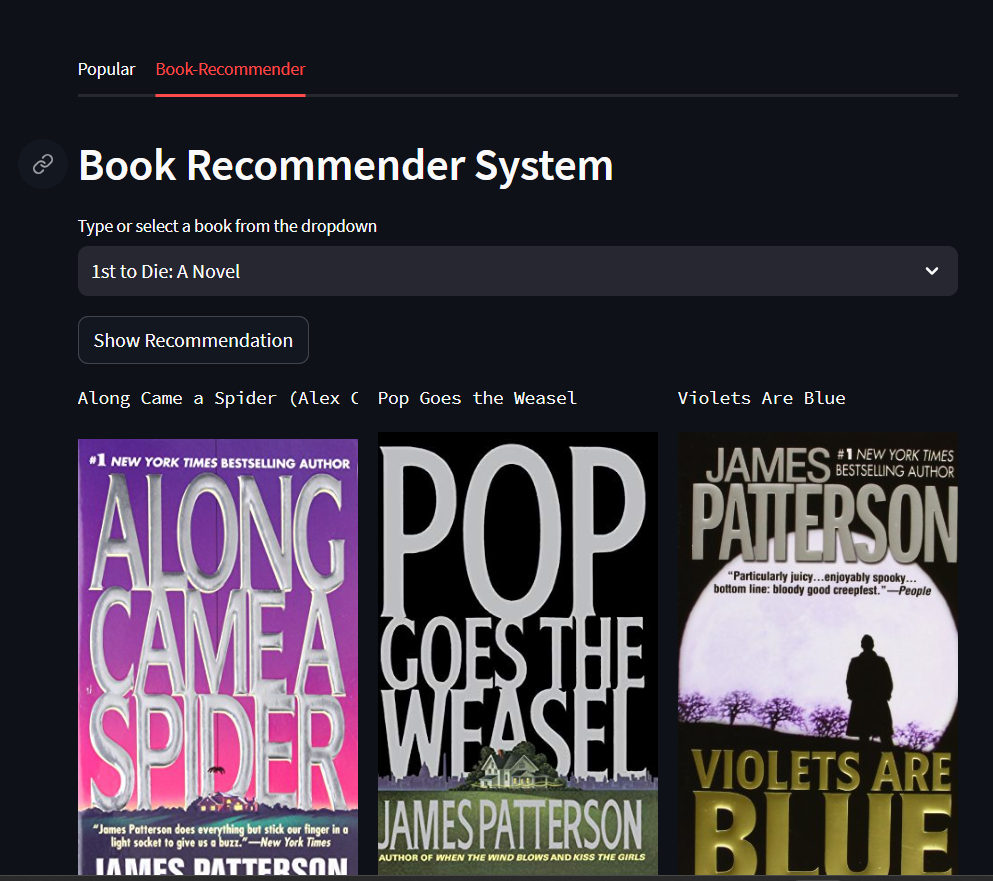 Popular Book-Recommender
Book Recommender System
Type or select a book from the dropdown
1st to Die: A Novel
Show Recommendation
Along Came a Spider (Alex C
Pop Goes the Weasel
Violets Are Blue
#1 NEW YORK TIMES BESTSELLING AUTHOR
ALONG
CAME A
SPIDER
"James Patterson does everything but stick our finger in a
light socket to give us a buzz."—New York Times
JAMES PATTERSON
POP
GOES THE
WEASEL
JAMES PATTERSON
AUTHOR OF WHEN THE WIND BLOWS AND KISS THE GIRLS
JAMES
#1 NEW YORK TIMES
BESTSELLING AUTHOR
PATTERSON
"Particularly juicy...enjoyably spooky...
bottom line: bloody good creepfest."—People
VIOLETS ARE
BLUE